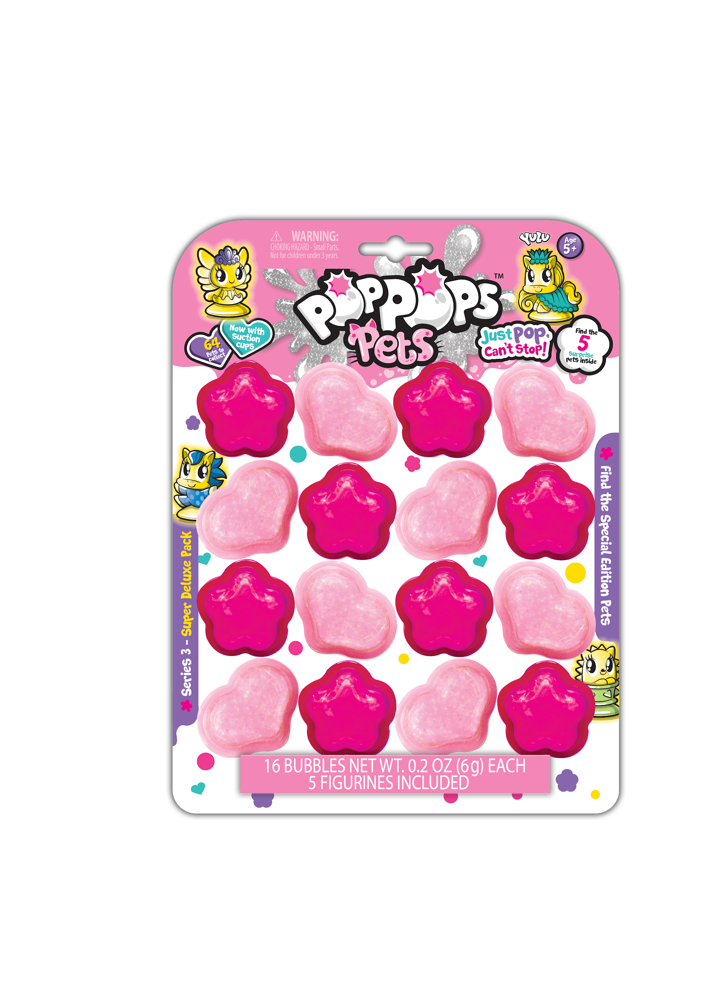 WARNING:
CHOKING HAZARD - Small Parts.
Not for children under 3 years.
YULU
Age
5+
POPPOPS™
Pets
Now with
suction
cups
64
Pets to
collect
Just POP,
Can't Stop!
Find the
5
surprise
pets inside
Find the Special Edition Pets
Series 3 - Super Deluxe Pack
16 BUBBLES NET WT. 0.2 OZ (6g) EACH
5 FIGURINES INCLUDED